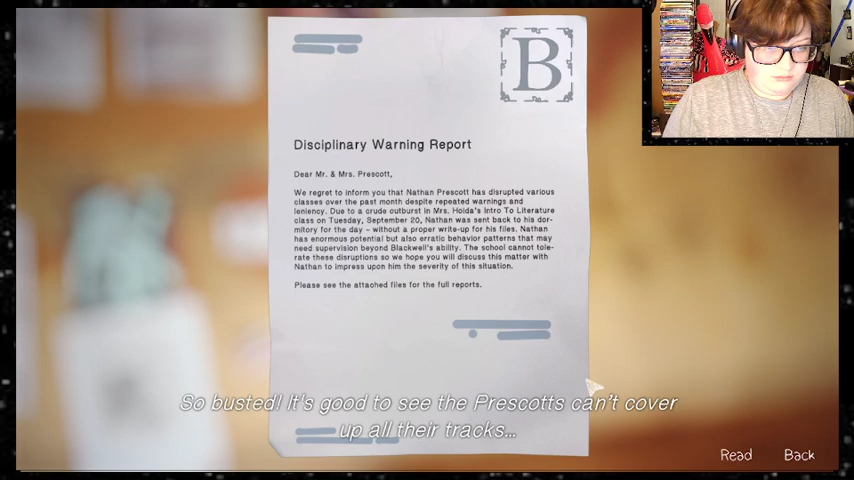 B
Disciplinary Warning Report
Dear Mr. & Mrs. Prescott,
We regret to inform you that Nathan Prescott has disrupted various
classes over the past month despite repeated warnings and
leniency. Due to a crude outburst in Mrs. Hoida's Intro To Literature
class on Tuesday, September 20, Nathan was sent back to his dor-
mitory for the day - without a proper write-up for his files. Nathan
has enormous potential but also erratic behavior patterns that may
need supervision beyond Blackwell's ability. The school cannot tole-
rate these disruptions so we hope you will discuss this matter with
Nathan to impress upon him the severity of this situation.
Please see the attached files for the full reports.
So busted! It's good to see the Prescotts can't cover
up all their tracks...
Read Back